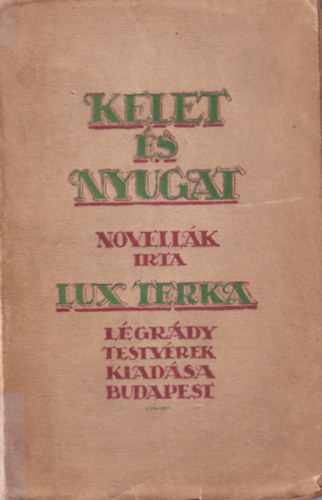 KELET
ÉS
NYUGAT
NOVELLÁK
IRTA
LUX TERKA
LÉGRÁDY
TESTVÉREK
KIADÁSA
BUDAPEST